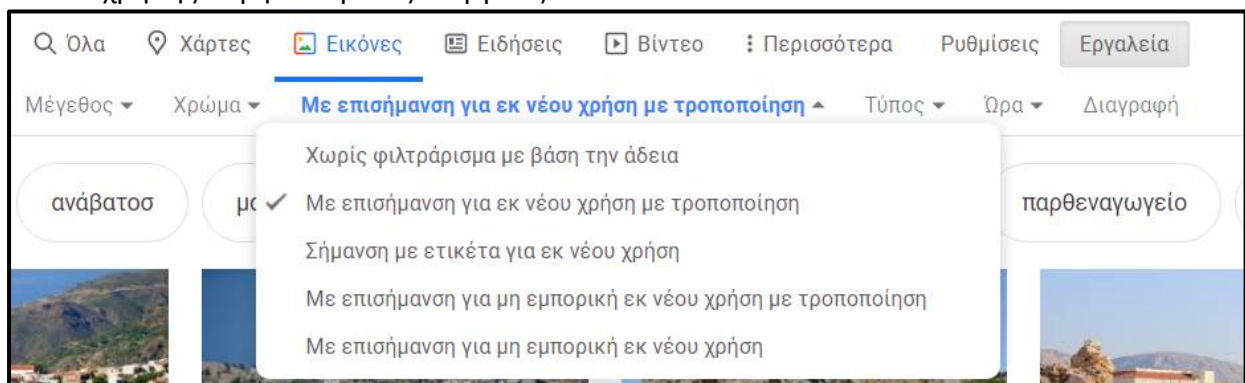 Όλα Χάρτες Εικόνες Ειδήσεις Βίντεο Περισσότερα Ρυθμίσεις Εργαλεία
Μέγεθος Χρώμα Με επισήμανση για εκ νέου χρήση με τροποποίηση Τύπος Ώρα Διαγραφή
Χωρίς φιλτράρισμα με βάση την άδεια
ανάβατοσ Με επισήμανση για εκ νέου χρήση με τροποποίηση παρθεναγωγείο
Σήμανση με ετικέτα για εκ νέου χρήση
Με επισήμανση για μη εμπορική εκ νέου χρήση με τροποποίηση
Με επισήμανση για μη εμπορική εκ νέου χρήση